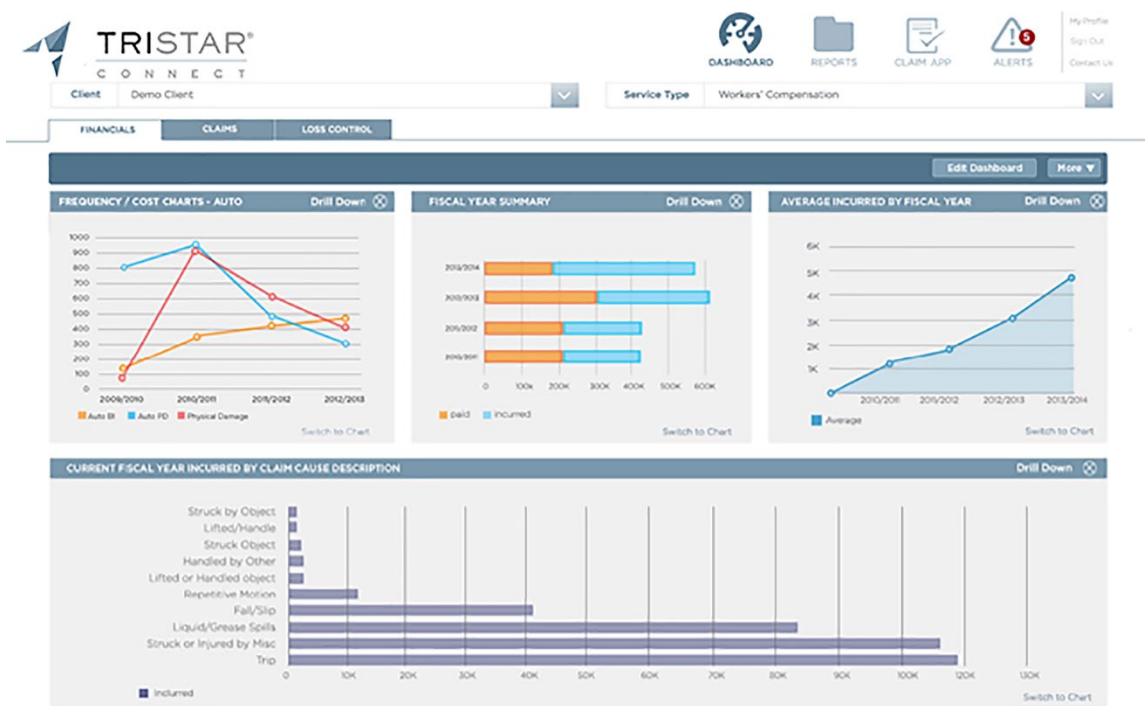 TRISTAR®
CONNECT
DASHBOARD
REPORTS
CLAIM APP
5
ALERTS
My Profile
Sign Out
Contact Us
Client Demo Client
Service Type Workers' Compensation
FINANCIALS CLAIMS LOSS CONTROL
Edit Dashboard More ▼
FREQUENCY / COST CHARTS - AUTO Drill Down
1000
900
800
700
600
500
400
300
200
100
0
2009/2010 2010/2011 2011/2012 2012/2013
Auto BI Auto PD Physical Damage
Switch to Chart
FISCAL YEAR SUMMARY Drill Down
2013/2014
2012/2013
2011/2012
2010/2011
0 100K 200K 300K 400K 500K 600K
paid incurred
Switch to Chart
AVERAGE INCURRED BY FISCAL YEAR Drill Down
6K
5K
4K
3K
2K
1K
2010/2011 2011/2012 2012/2013 2013/2014
Average
Switch to Chart
CURRENT FISCAL YEAR INCURRED BY CLAIM CAUSE DESCRIPTION Drill Down
Struck by Object
Lifted/Handle
Struck Object
Handled by Other
Lifted or Handled object
Repetitive Motion
Fall/Slip
Liquid/Grease Spills
Struck or Injured by Misc
Trip
0 10K 20K 30K 40K 50K 60K 70K 80K 90K 100K 120K 130K
Inclurred
Switch to Chart